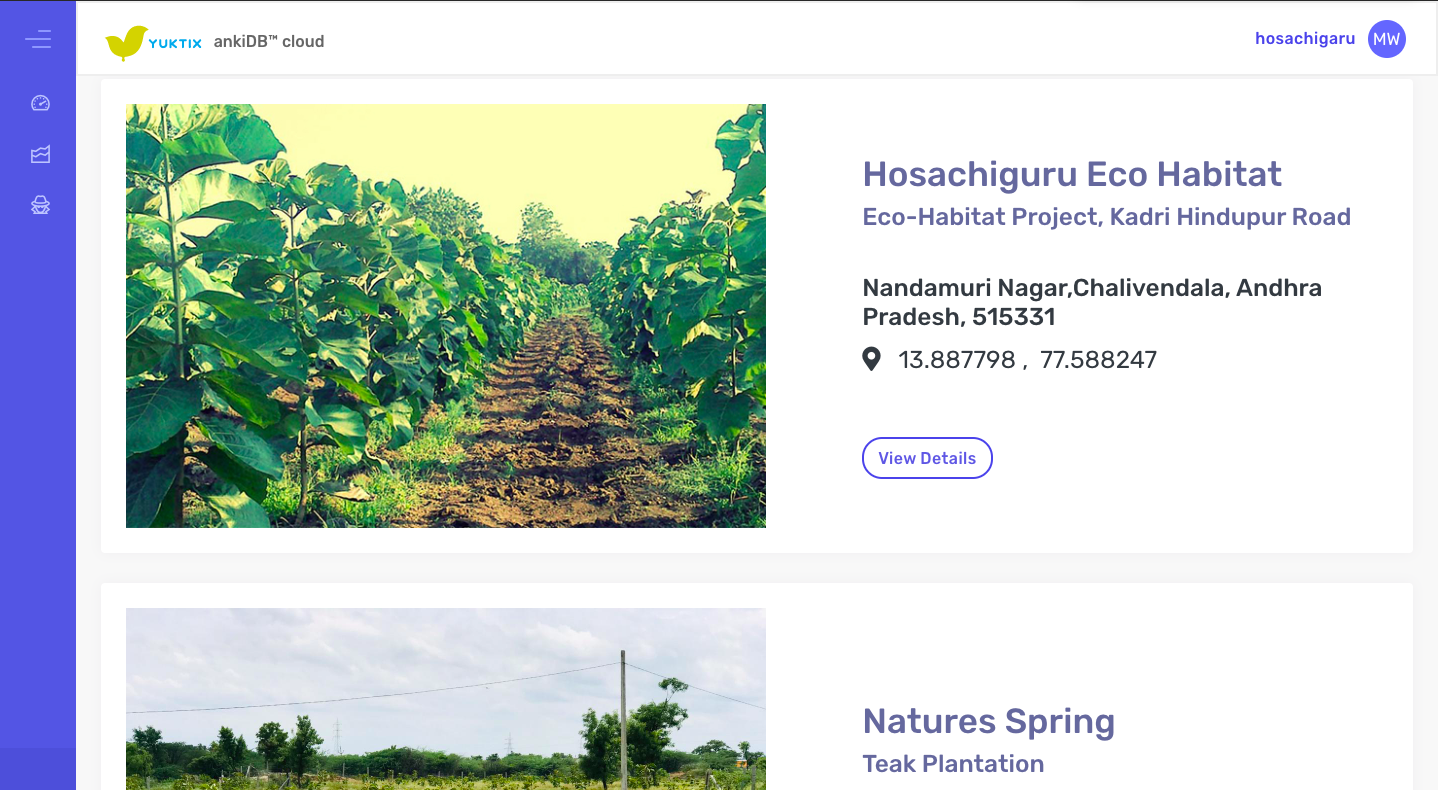 YUKTIX ankiDB™ cloud
hosachigaru MW
Hosachiguru Eco Habitat
Eco-Habitat Project, Kadri Hindupur Road
Nandamuri Nagar,Chalivendala, Andhra
Pradesh, 515331
13.887798 , 77.588247
View Details
Natures Spring
Teak Plantation